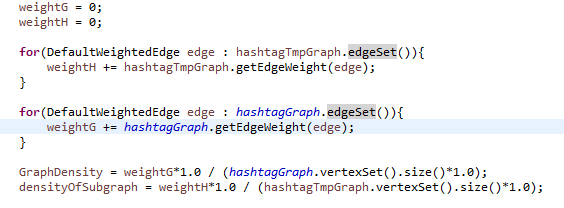 weightG = 0;
weightH = 0;
for(DefaultWeightedEdge edge : hashtagTmpGraph.edgeSet()){
weightH += hashtagTmpGraph.getEdgeWeight(edge);
}
for(DefaultWeightedEdge edge : hashtagGraph.edgeSet()){
weightG += hashtagGraph.getEdgeWeight(edge);
}
GraphDensity = weightG*1.0 / (hashtagGraph.vertexSet().size()*1.0);
densityOfSubgraph = weightH*1.0 / (hashtagTmpGraph.vertexSet().size()*1.0);